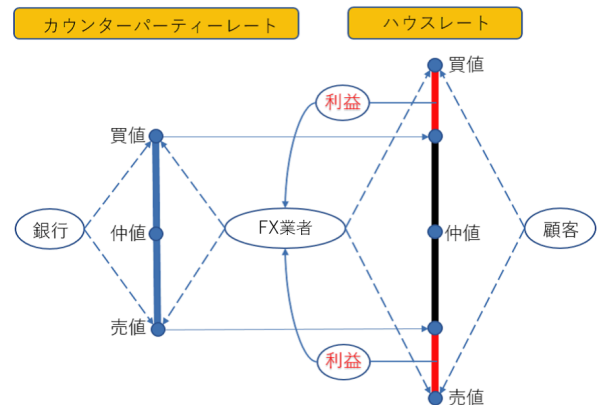 カウンターパーティーレート
ハウスレート
買値
利益
買値
銀行
仲値
FX業者
仲値
顧客
売値
利益
売値